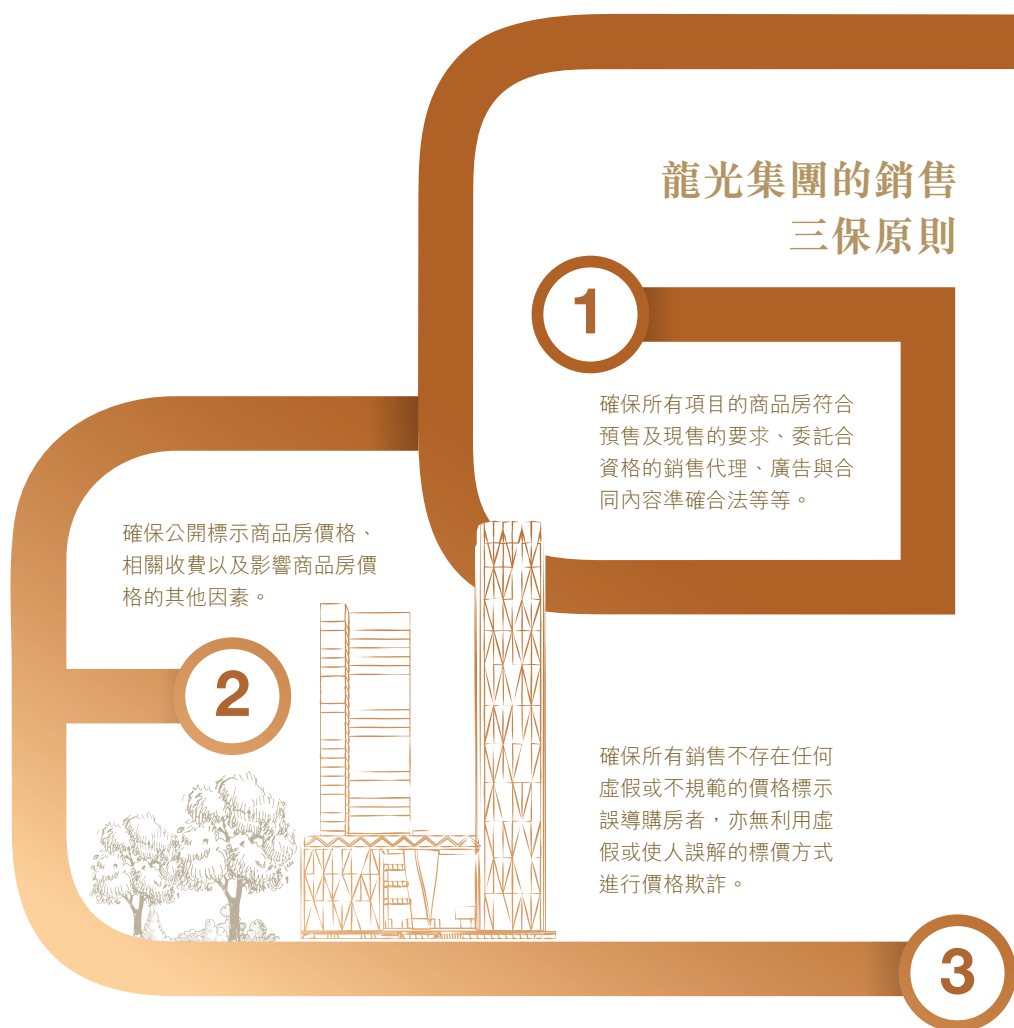 龍光集團的銷售
三保原則
1
確保所有項目的商品房符合
預售及現售的要求、委託合
資格的銷售代理、廣告與合
同內容準確合法等等。
確保公開標示商品房價格、
相關收費以及影響商品房價
格的其他因素。
2
確保所有銷售不存在任何
虛假或不規範的價格標示
誤導購房者，亦無利用虛
假或使人誤解的標價方式
進行價格欺詐。
3